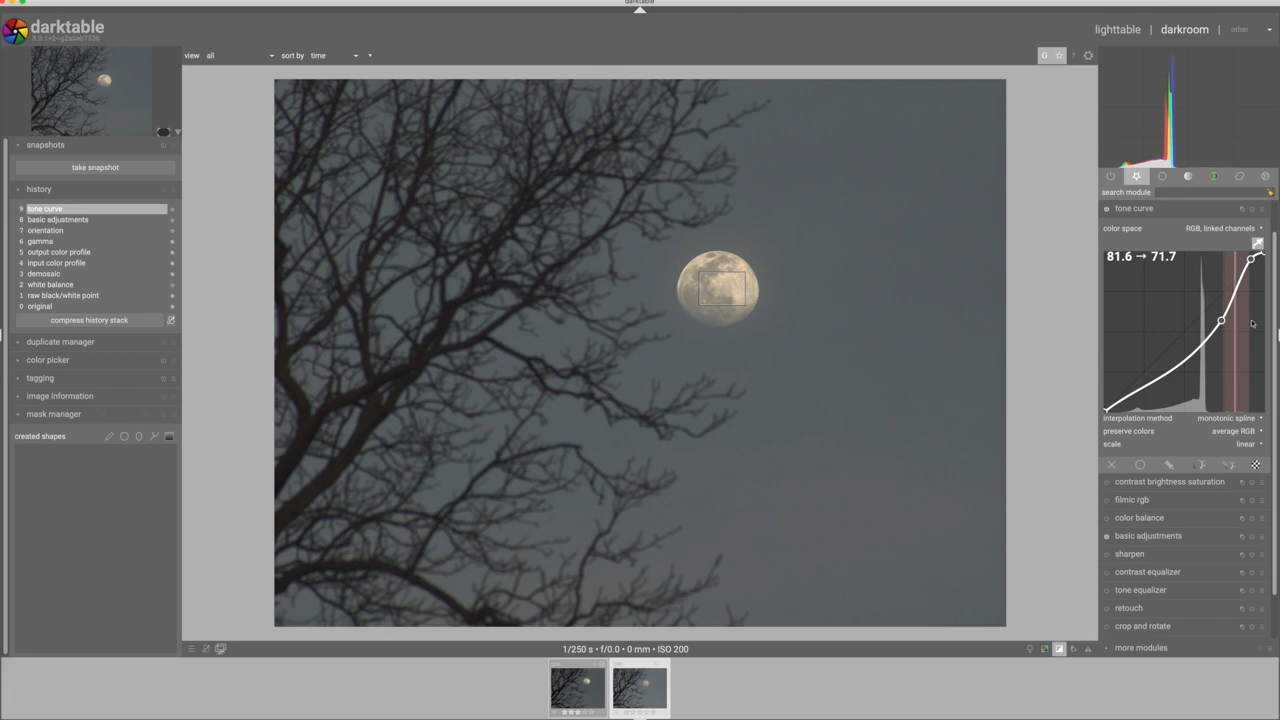 darktable
darktable
lighttable | darkroom | other
view all sort by time
G ?
snapshots
take snapshot
history
9 tone curve
8 basic adjustments
7 orientation
6 gamma
5 output color profile
4 input color profile
3 demosaic
2 white balance
1 raw black/white point
0 original
compress history stack
duplicate manager
color picker
tagging
image information
mask manager
created shapes
1/250 s • f/0.0 • 0 mm • ISO 200
search module
tone curve
color space RGB, linked channels
81.6 → 71.7
interpolation method monotonic spline
preserve colors average RGB
scale linear
contrast brightness saturation
filmic rgb
color balance
basic adjustments
sharpen
contrast equalizer
tone equalizer
retouch
crop and rotate
more modules